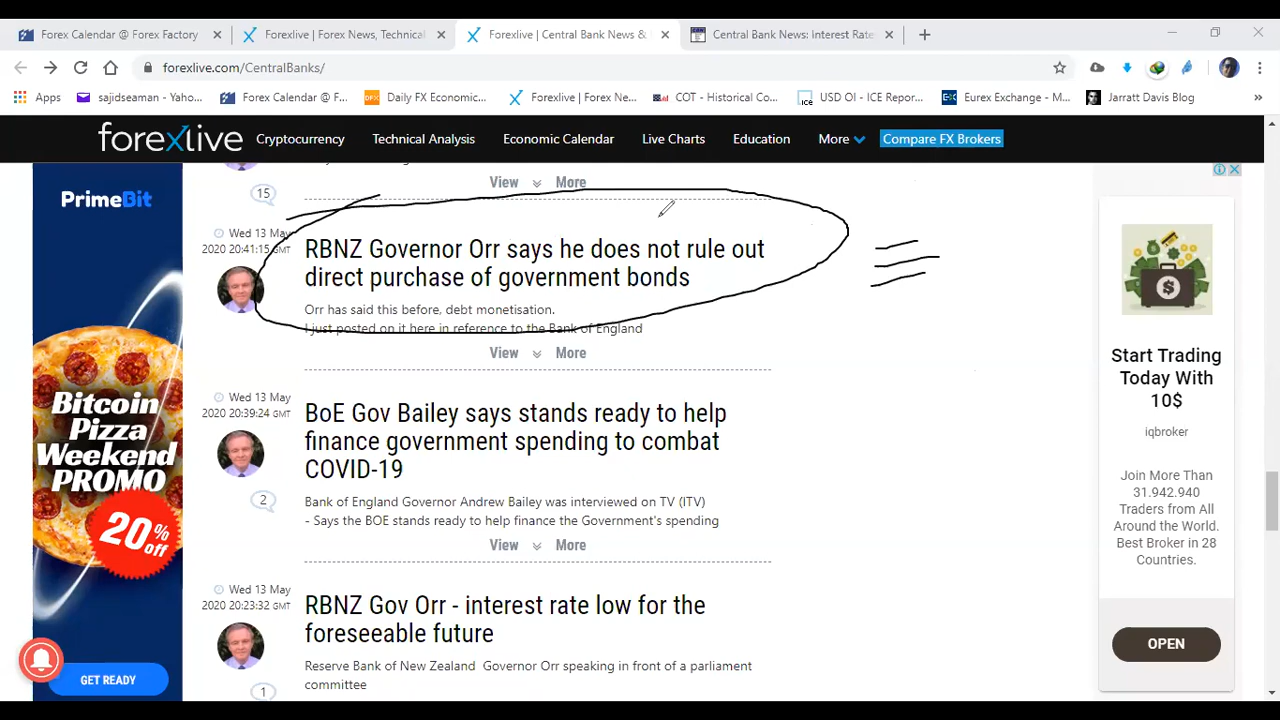 Forex Calendar @ Forex Factory
Forexlive | Forex News, Technical
Forexlive | Central Bank News &
Central Bank News: Interest Rate
forexlive.com/CentralBanks/
Apps
sajidseaman - Yaho...
Forex Calendar @ F...
DFX
Daily FX Economic...
Forexlive | Forex Ne...
COT - Historical Co...
ICE
USD OI - ICE Repor...
Eurex Exchange - M...
Jarratt Davis Blog
»
forexlive
Cryptocurrency
Technical Analysis
Economic Calendar
Live Charts
Education
More
Compare FX Brokers
View More
15
Wed 13 May
2020 20:41:15 GMT
RBNZ Governor Orr says he does not rule out
direct purchase of government bonds
Orr has said this before, debt monetisation.
I just posted on it here in reference to the Bank of England
View More
Wed 13 May
2020 20:39:24 GMT
BoE Gov Bailey says stands ready to help
finance government spending to combat
COVID-19
2
Bank of England Governor Andrew Bailey was interviewed on TV (ITV)
- Says the BOE stands ready to help finance the Government's spending
View More
Wed 13 May
2020 20:23:32 GMT
RBNZ Gov Orr - interest rate low for the
foreseeable future
Reserve Bank of New Zealand Governor Orr speaking in front of a parliament
committee
1
PrimeBit
Bitcoin
Pizza
Weekend
PROMO
20%
off
GET READY
Start Trading
Today With
10$
iqbroker
Join More Than
31.942.940
Traders from All
Around the World.
Best Broker in 28
Countries.
OPEN